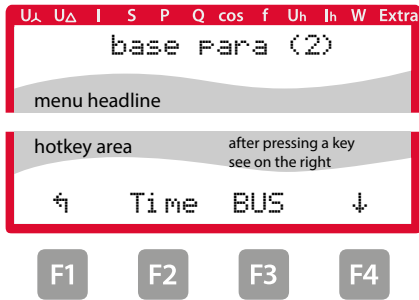 U⅄ U△ I S P Q cos f Uh Ih W Extra
base para (2)
menu headline
hotkey area
after pressing a key
see on the right
↰ Time BUS ↓
F1 F2 F3 F4